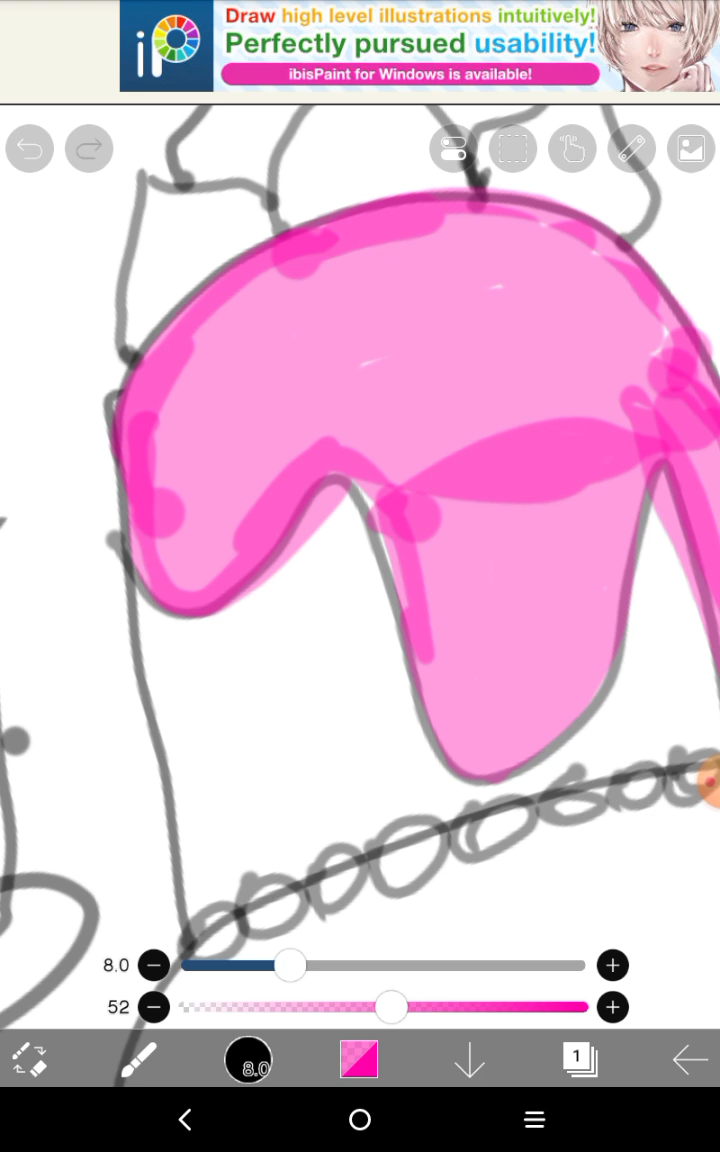 iP
Draw high level illustrations intuitively!
Perfectly pursued usability!
ibisPaint for Windows is available!
8.0
52
8.0
1